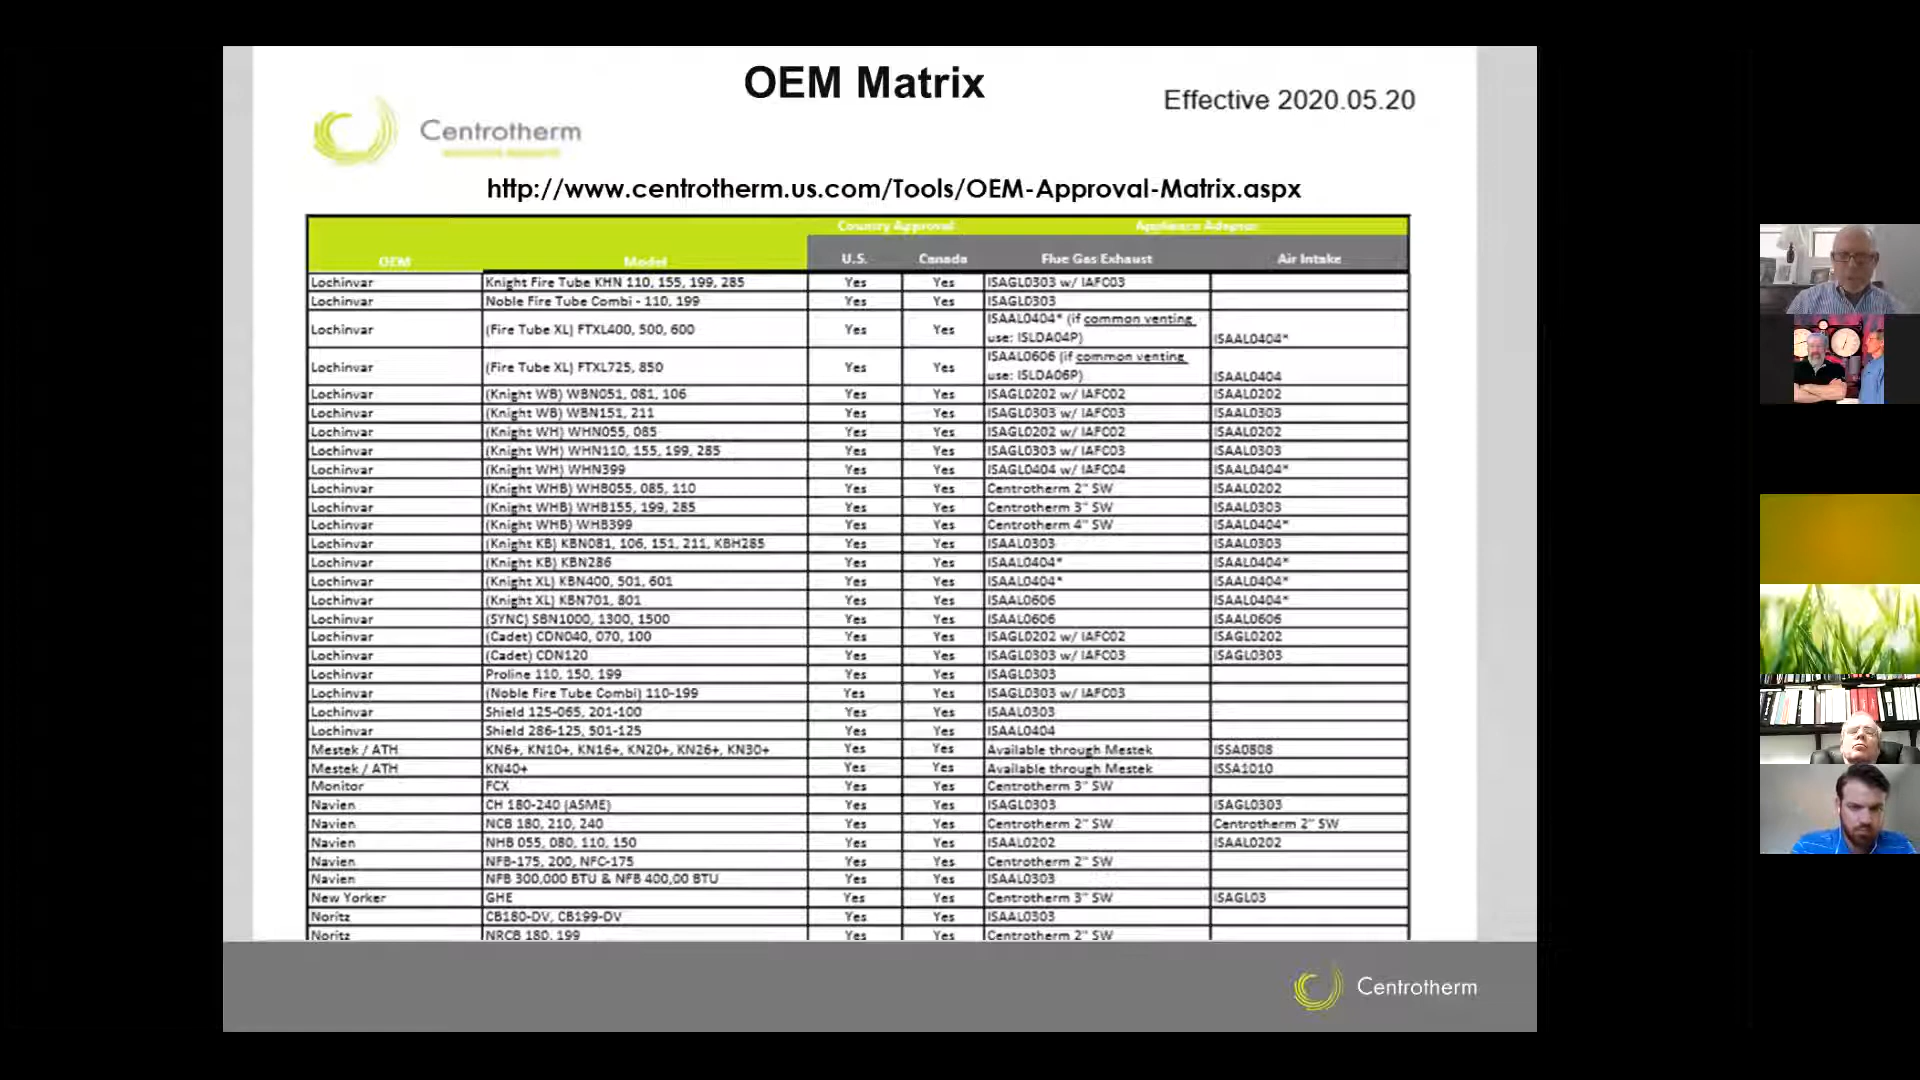 OEM Matrix
Effective 2020.05.20
Centrotherm
http://www.centrotherm.us.com/Tools/OEM-Approval-Matrix.aspx
Country Approval Appliance Adapter
OEM Model U.S. Canada Flue Gas Exhaust Air Intake
Lochinvar Knight Fire Tube KHN 110, 155, 199, 285 Yes Yes ISAGL0303 w/ IAFC03
Lochinvar Noble Fire Tube Combi - 110, 199 Yes Yes ISAGL0303
Lochinvar (Fire Tube XL) FTXL400, 500, 600 Yes Yes ISAAL0404* (if common venting
use: ISLDA04P) ISAAL0404*
Lochinvar (Fire Tube XL) FTXL725, 850 Yes Yes ISAAL0606 (if common venting
use: ISLDA06P) ISAAL0404
Lochinvar (Knight WB) WBN051, 081, 106 Yes Yes ISAGL0202 w/ IAFC02 ISAAL0202
Lochinvar (Knight WB) WBN151, 211 Yes Yes ISAGL0303 w/ IAFC03 ISAAL0303
Lochinvar (Knight WH) WHN055, 085 Yes Yes ISAGL0202 w/ IAFC02 ISAAL0202
Lochinvar (Knight WH) WHN110, 155, 199, 285 Yes Yes ISAGL0303 w/ IAFC03 ISAAL0303
Lochinvar (Knight WH) WHN399 Yes Yes ISAGL0404 w/ IAFC04 ISAAL0404*
Lochinvar (Knight WHB) WHB055, 085, 110 Yes Yes Centrotherm 2" SW ISAAL0202
Lochinvar (Knight WHB) WHB155, 199, 285 Yes Yes Centrotherm 3" SW ISAAL0303
Lochinvar (Knight WHB) WHB399 Yes Yes Centrotherm 4" SW ISAAL0404*
Lochinvar (Knight KB) KBN081, 106, 151, 211, KBH285 Yes Yes ISAAL0303 ISAAL0303
Lochinvar (Knight KB) KBN286 Yes Yes ISAAL0404* ISAAL0404*
Lochinvar (Knight XL) KBN400, 501, 601 Yes Yes ISAAL0404* ISAAL0404*
Lochinvar (Knight XL) KBN701, 801 Yes Yes ISAAL0606 ISAAL0404*
Lochinvar (SYNC) SBN1000, 1300, 1500 Yes Yes ISAAL0606 ISAAL0606
Lochinvar (Cadet) CDN040, 070, 100 Yes Yes ISAGL0202 w/ IAFC02 ISAGL0202
Lochinvar (Cadet) CDN120 Yes Yes ISAGL0303 w/ IAFC03 ISAGL0303
Lochinvar Proline 110, 150, 199 Yes Yes ISAGL0303
Lochinvar (Noble Fire Tube Combi) 110-199 Yes Yes ISAGL0303 w/ IAFC03
Lochinvar Shield 125-065, 201-100 Yes Yes ISAAL0303
Lochinvar Shield 286-125, 501-125 Yes Yes ISAAL0404
Mestek / ATH KN6+, KN10+, KN16+, KN20+, KN26+, KN30+ Yes Yes Available through Mestek ISSA0808
Mestek / ATH KN40+ Yes Yes Available through Mestek ISSA1010
Monitor FCX Yes Yes Centrotherm 3" SW
Navien CH 180-240 (ASME) Yes Yes ISAGL0303 ISAGL0303
Navien NCB 180, 210, 240 Yes Yes Centrotherm 2" SW Centrotherm 2" SW
Navien NHB 055, 080, 110, 150 Yes Yes ISAAL0202 ISAAL0202
Navien NFB-175, 200, NFC-175 Yes Yes Centrotherm 2" SW
Navien NFB 300,000 BTU & NFB 400,00 BTU Yes Yes ISAAL0303
New Yorker GHE Yes Yes Centrotherm 3" SW ISAGL03
Noritz CB180-DV, CB199-DV Yes Yes ISAAL0303
Noritz NRCB 180, 199 Yes Yes Centrotherm 2" SW
Centrotherm